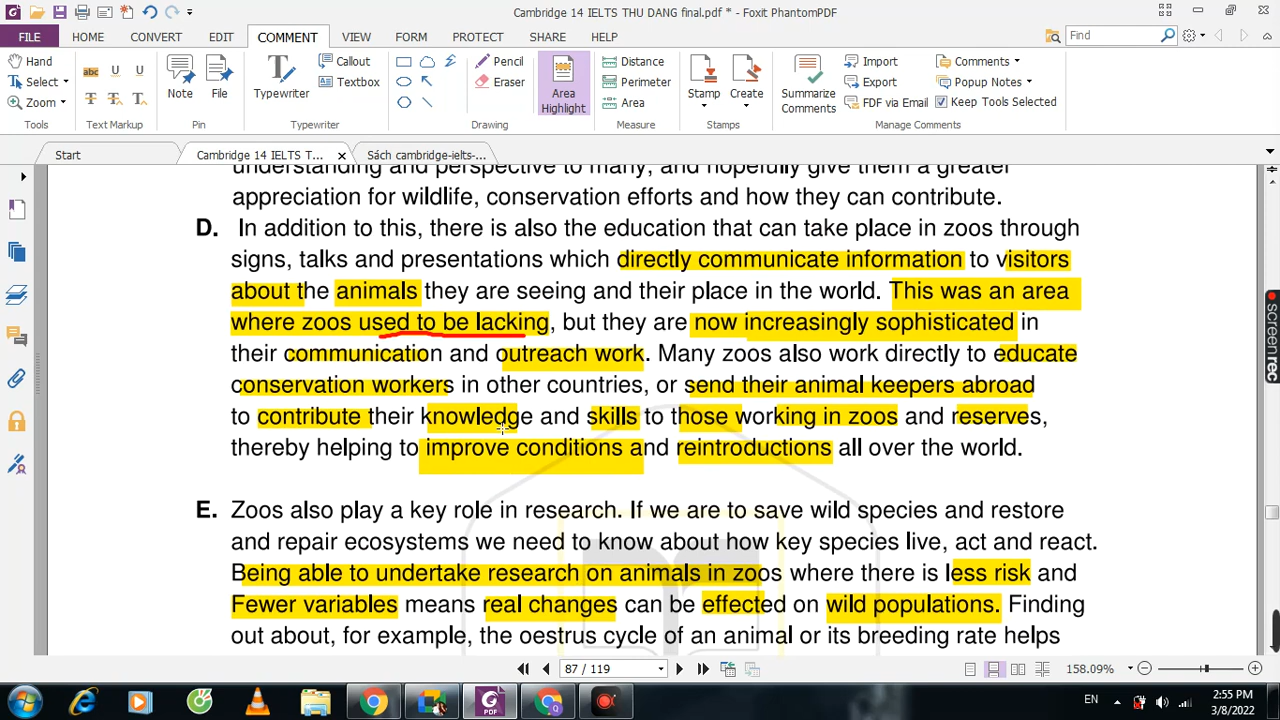 Cambridge 14 IELTS THU DANG final.pdf * - Foxit PhantomPDF
FILE HOME CONVERT EDIT COMMENT VIEW FORM PROTECT SHARE HELP Find
Hand Callout Pencil Distance Import Comments
Select Note File Typewriter Textbox Eraser Area Highlight Perimeter Stamp Create Summarize Comments Export Popup Notes
Zoom Area FDF via Email Keep Tools Selected
Tools Text Markup Pin Typewriter Drawing Measure Stamps Manage Comments
Start Cambridge 14 IELTS T... Sách cambridge-ielts-...
understanding and perspective to many, and hopefully give them a greater
appreciation for wildlife, conservation efforts and how they can contribute.
D. In addition to this, there is also the education that can take place in zoos through
signs, talks and presentations which directly communicate information to visitors
about the animals they are seeing and their place in the world. This was an area
where zoos used to be lacking, but they are now increasingly sophisticated in
their communication and outreach work. Many zoos also work directly to educate
conservation workers in other countries, or send their animal keepers abroad
to contribute their knowledge and skills to those working in zoos and reserves,
thereby helping to improve conditions and reintroductions all over the world.
E. Zoos also play a key role in research. If we are to save wild species and restore
and repair ecosystems we need to know about how key species live, act and react.
Being able to undertake research on animals in zoos where there is less risk and
Fewer variables means real changes can be effected on wild populations. Finding
out about, for example, the oestrus cycle of an animal or its breeding rate helps
screenrec
87 / 119 158.09%
EN 2:55 PM
3/8/2022